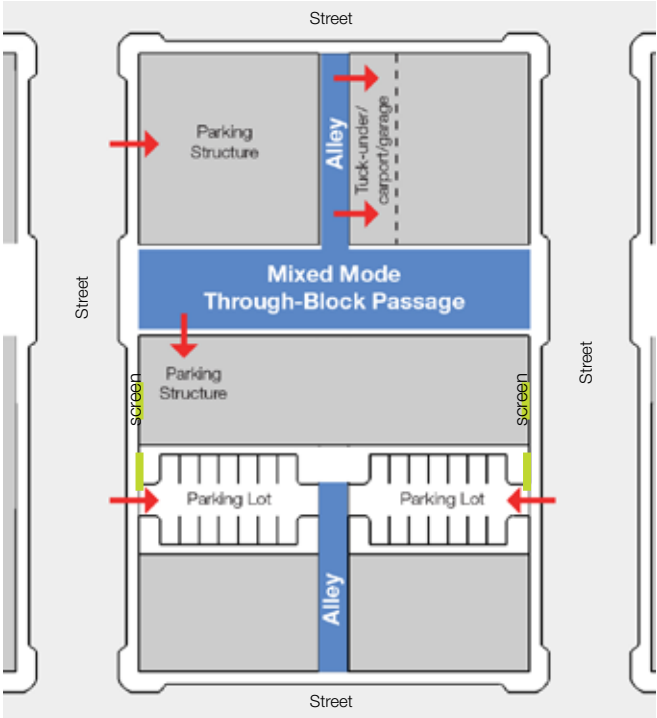 Street
Parking
Structure
Alley
Tuck-under/
carport/garage
Mixed Mode
Through-Block Passage
Street
Street
Parking
Structure
screen
screen
Parking Lot
Parking Lot
Alley
Street